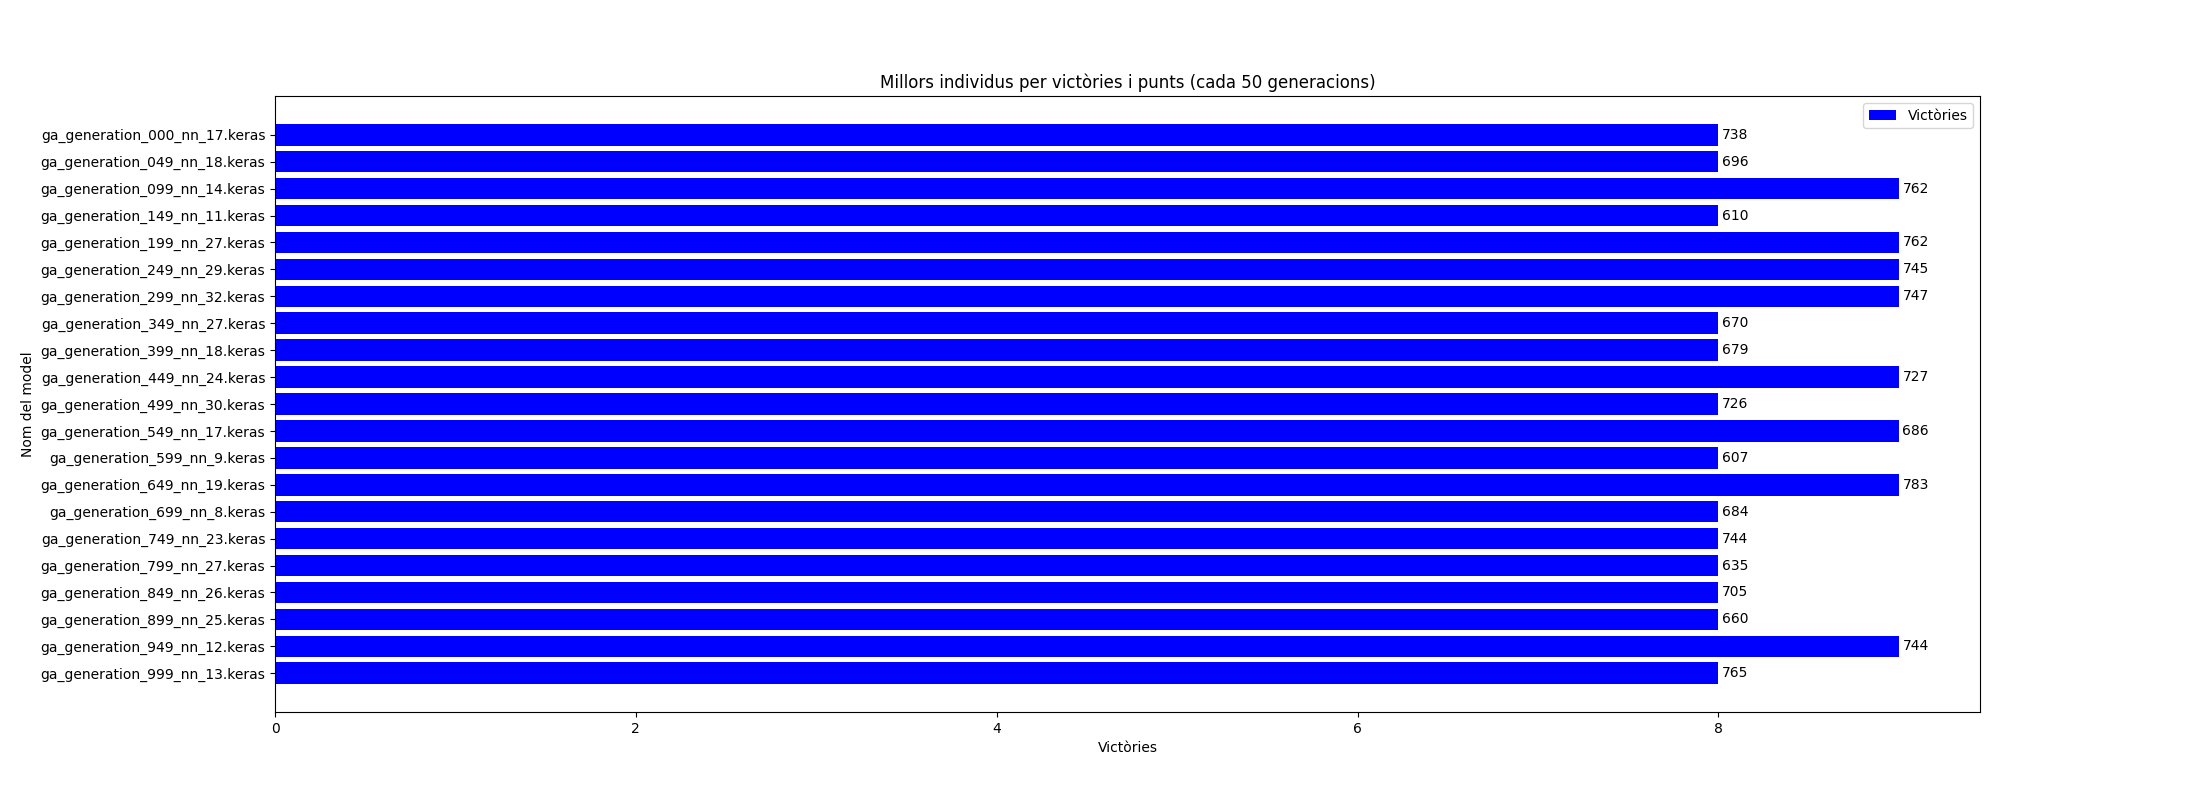 Millors individus per victòries i punts (cada 50 generacions)
Victòries
Nom del model
ga_generation_000_nn_17.keras 738
ga_generation_049_nn_18.keras 696
ga_generation_099_nn_14.keras 762
ga_generation_149_nn_11.keras 610
ga_generation_199_nn_27.keras 762
ga_generation_249_nn_29.keras 745
ga_generation_299_nn_32.keras 747
ga_generation_349_nn_27.keras 670
ga_generation_399_nn_18.keras 679
ga_generation_449_nn_24.keras 727
ga_generation_499_nn_30.keras 726
ga_generation_549_nn_17.keras 686
ga_generation_599_nn_9.keras 607
ga_generation_649_nn_19.keras 783
ga_generation_699_nn_8.keras 684
ga_generation_749_nn_23.keras 744
ga_generation_799_nn_27.keras 635
ga_generation_849_nn_26.keras 705
ga_generation_899_nn_25.keras 660
ga_generation_949_nn_12.keras 744
ga_generation_999_nn_13.keras 765
0 2 4 6 8
Victòries